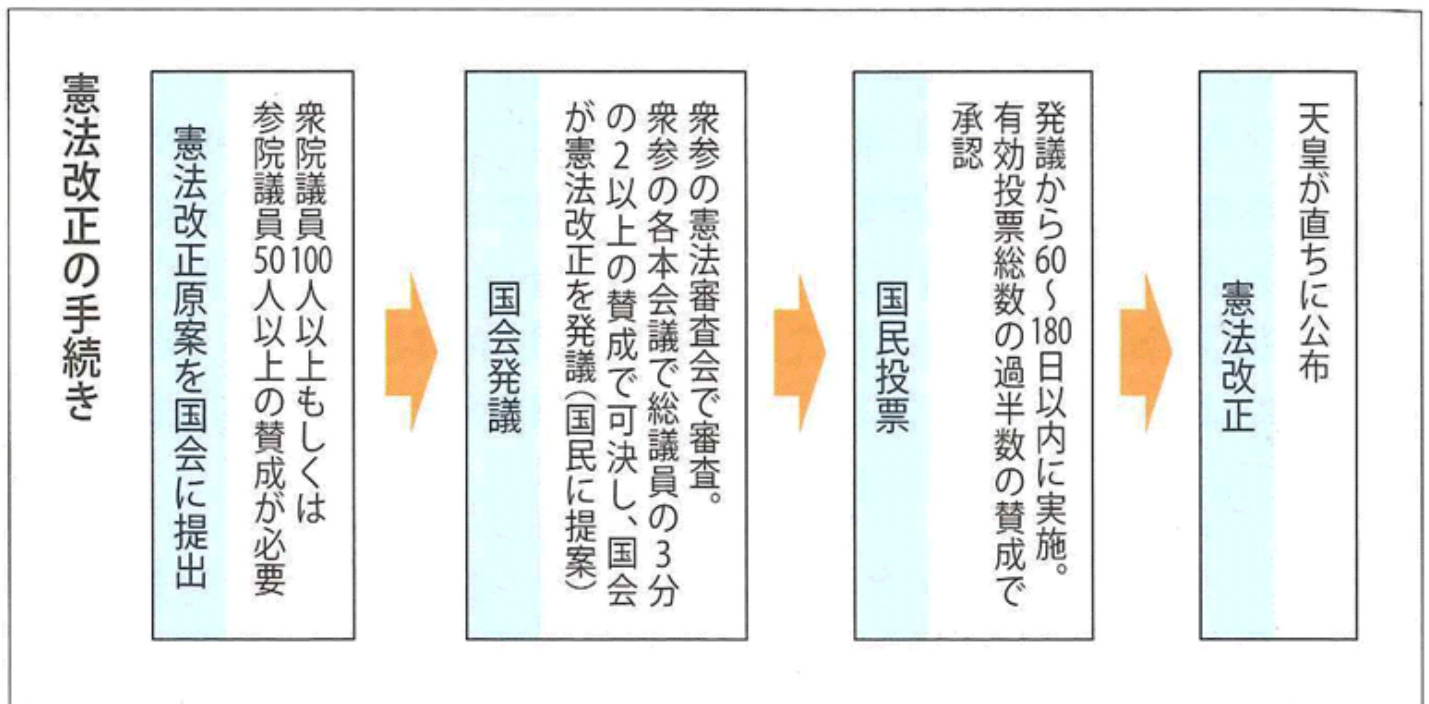 憲法改正の手続き
憲法改正原案を国会に提出
衆院議員100人以上もしくは
参院議員50人以上の賛成が必要
国会発議
衆参の憲法審査会で審査。
衆参の各本会議で総議員の3分
の2以上の賛成で可決し、国会
が憲法改正を発議(国民に提案)
国民投票
発議から60～180日以内に実施。
有効投票総数の過半数の賛成で
承認
憲法改正
天皇が直ちに公布